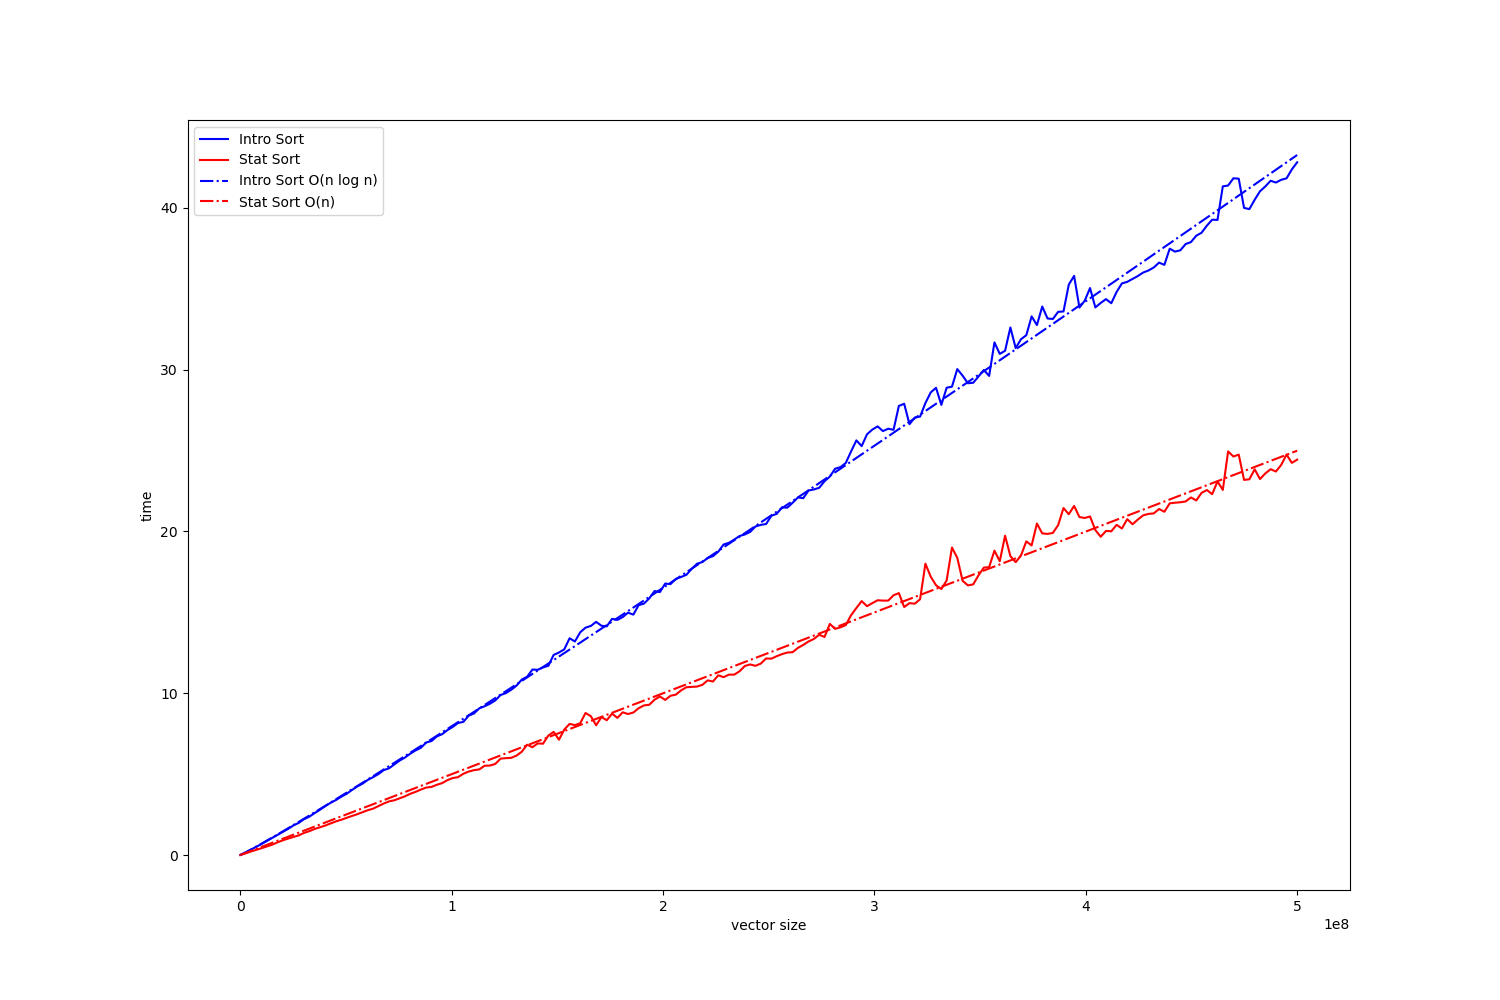 Intro Sort
Stat Sort
Intro Sort O(n log n)
Stat Sort O(n)
40
30
20
10
0
time
0 1 2 3 4 5
vector size
1e8